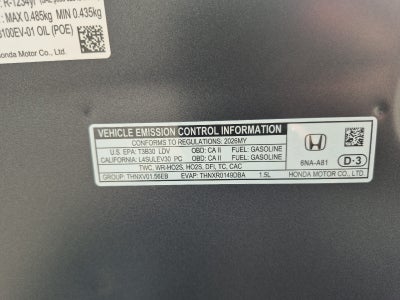 R-1234yf
MAX 0.485kg MIN 0.435kg
100EV-01 OIL (POE)
Honda Motor Co., Ltd.
VEHICLE EMISSION CONTROL INFORMATION
CONFORMS TO REGULATIONS: 2026MY
U.S. EPA: T3B30 LDV OBD: CA II FUEL: GASOLINE
CALIFORNIA: L4SULEV30 PC OBD: CA II FUEL: GASOLINE
TWC, WR-HO2S, HO2S, DFI, TC, CAC
GROUP: THNXV01.56EB EVAP: THNXR0149DBA 1.5L
6NA-A81 D-3
HONDA MOTOR CO., LTD.